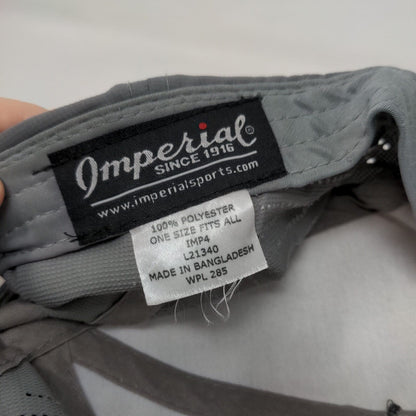 Imperial®
SINCE 1916
www.imperialsports.com
100% POLYESTER
ONE SIZE FITS ALL
IMP4
L21340
MADE IN BANGLADESH
WPL 285